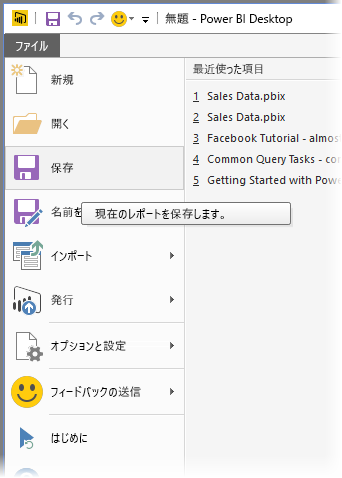 無題 - Power BI Desktop
ファイル
最近使った項目
新規
1 Sales Data.pbix
2 Sales Data.pbix
開く
3 Facebook Tutorial - almos
4 Common Query Tasks - co
保存
5 Getting Started with Pow
名前を
現在のレポートを保存します。
インポート
発行
オプションと設定
フィードバックの送信
はじめに